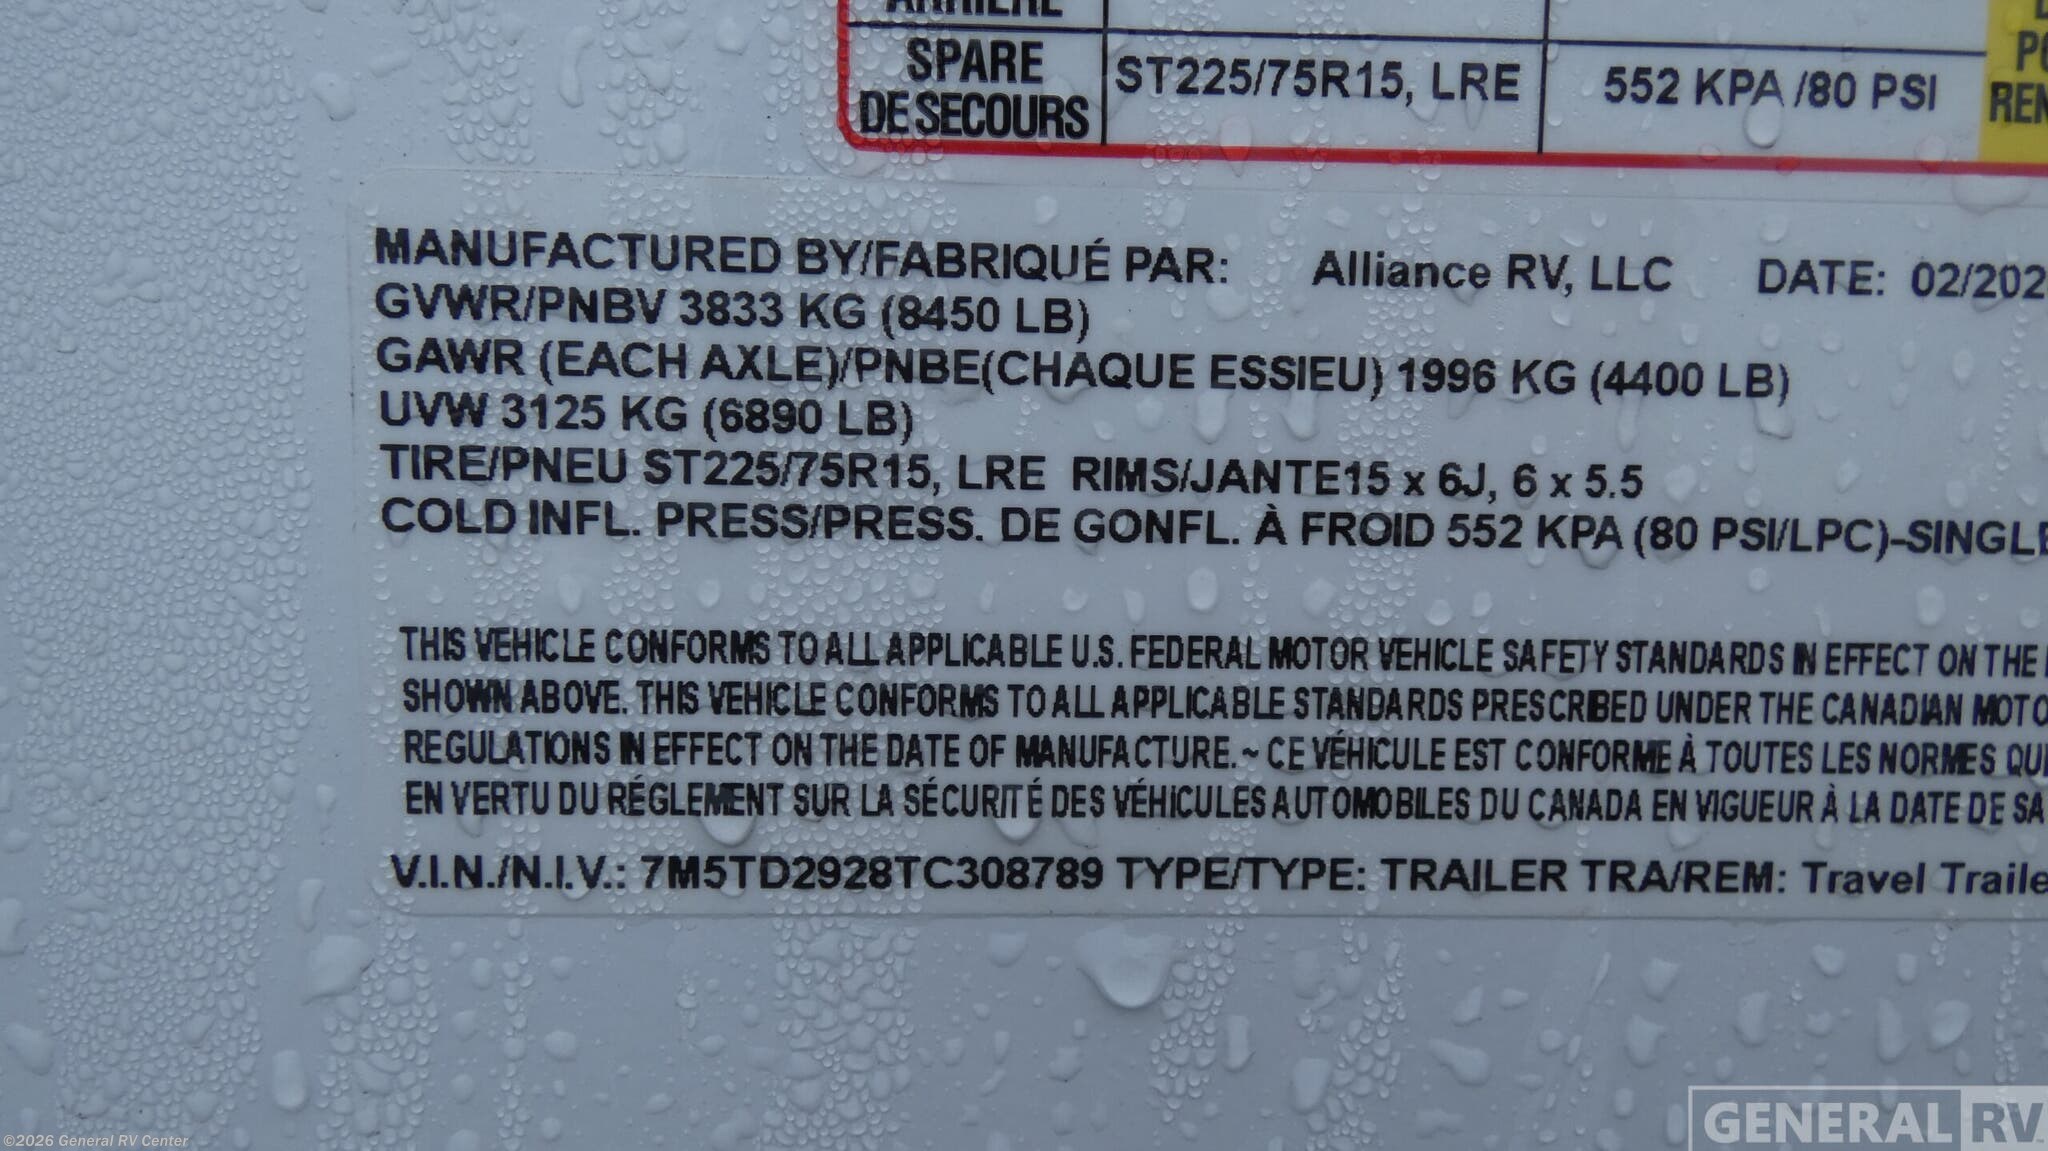 SPARE ST225/75R15, LRE 552 KPA /80 PSI
DE SECOURS
MANUFACTURED BY/FABRIQUÉ PAR: Alliance RV, LLC DATE: 02/202
GVWR/PNBV 3833 KG (8450 LB)
GAWR (EACH AXLE)/PNBE(CHAQUE ESSIEU) 1996 KG (4400 LB)
UVW 3125 KG (6890 LB)
TIRE/PNEU ST225/75R15, LRE RIMS/JANTE15 x 6J, 6 x 5.5
COLD INFL. PRESS/PRESS. DE GONFL. À FROID 552 KPA (80 PSI/LPC)-SINGLE
THIS VEHICLE CONFORMS TO ALL APPLICABLE U.S. FEDERAL MOTOR VEHICLE SAFETY STANDARDS IN EFFECT ON THE
SHOWN ABOVE. THIS VEHICLE CONFORMS TO ALL APPLICABLE STANDARDS PRESCRIBED UNDER THE CANADIAN MOTO
REGULATIONS IN EFFECT ON THE DATE OF MANUFACTURE.~ CE VÉHICULE EST CONFORME À TOUTES LES NORMES QUI
EN VERTU DU RÉGLEMENT SUR LA SÉCURITÉ DES VÉHICULES AUTOMOBILES DU CANADA EN VIGUEUR À LA DATE DE SA
V.I.N./N.I.V.: 7M5TD2928TC308789 TYPE/TYPE: TRAILER TRA/REM: Travel Traile
©2026 General RV Center
GENERAL RV